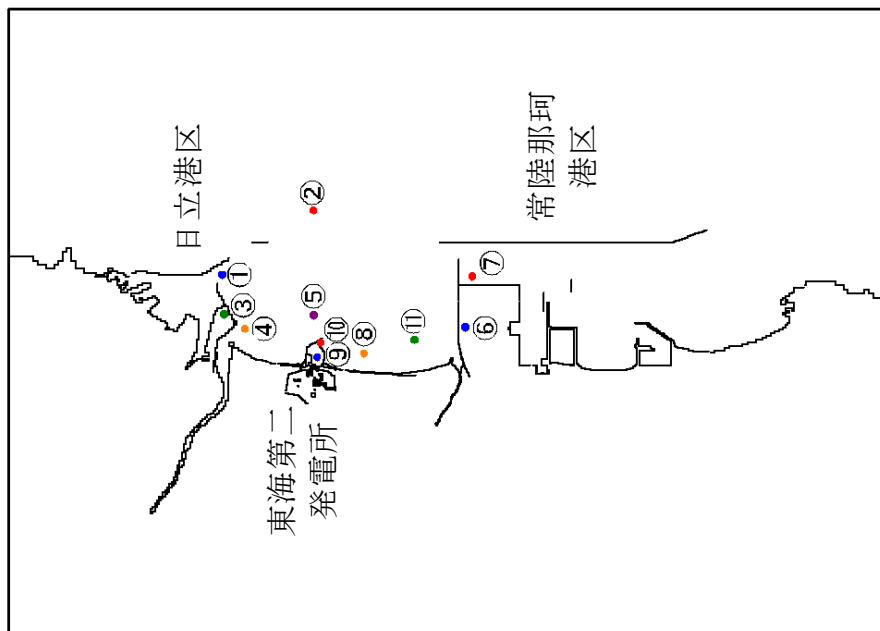 日立港区
常陸那珂
港区
東海第二
発電所
①
②
③
④
⑤
⑥
⑦
⑧
⑨
⑩
⑪